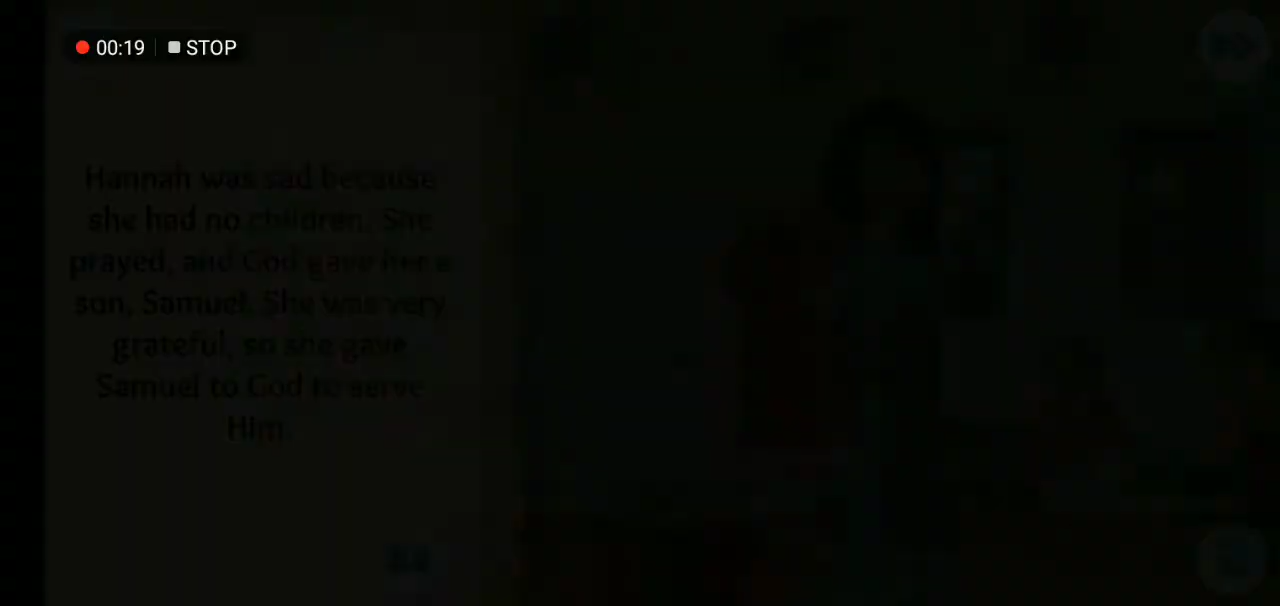 00:19 STOP
Hannah was sad because
she had no children. She
prayed, and God gave her a
son, Samuel. She was very
grateful, so she gave
Samuel to God to serve
Him.